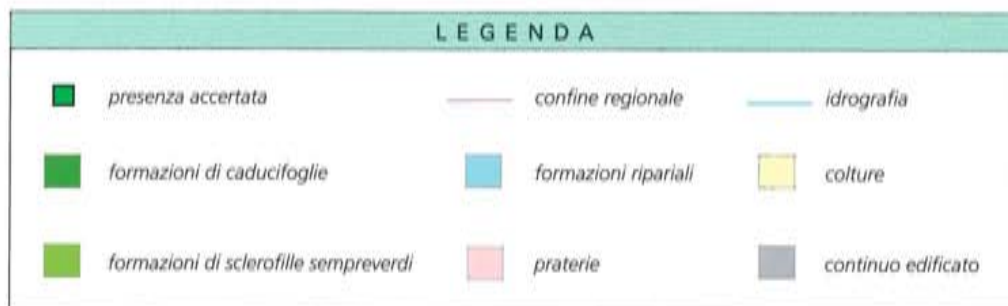 LEGENDA
presenza accertata
confine regionale
idrografia
formazioni di caducifoglie
formazioni ripariali
colture
formazioni di sclerofille sempreverdi
praterie
continuo edificato